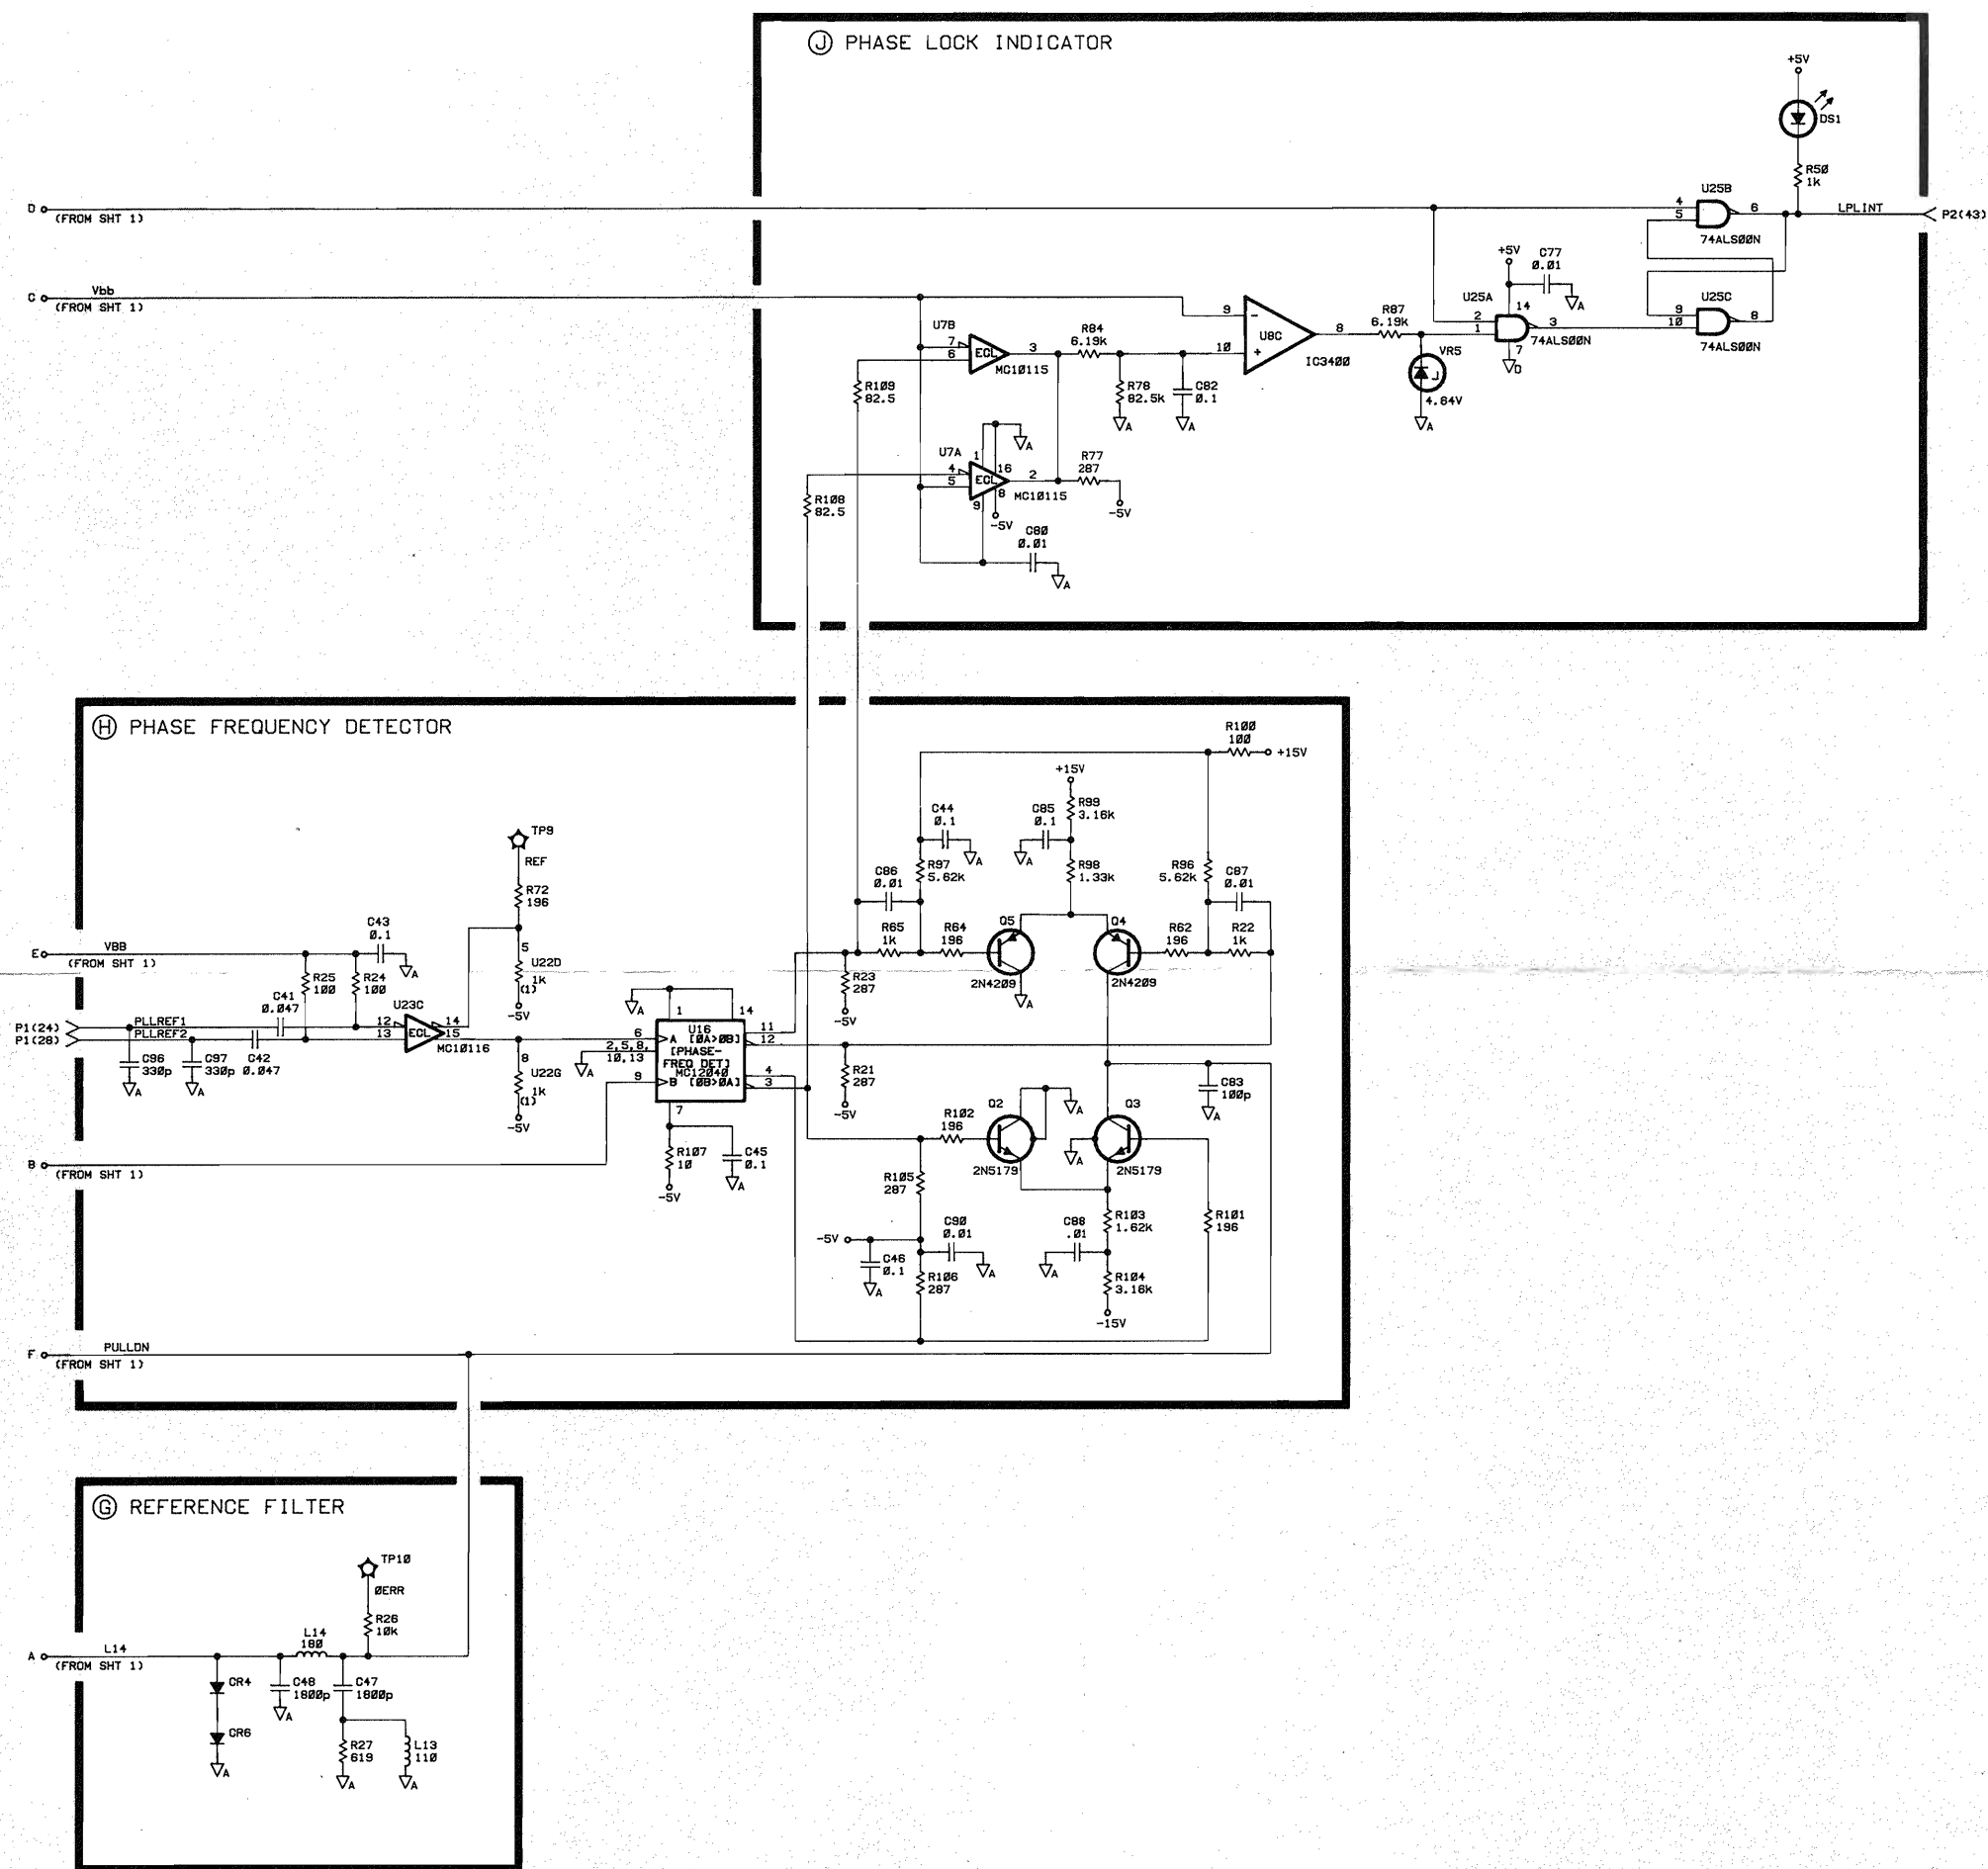 J PHASE LOCK INDICATOR
+5V
DS1
R50
1k
D
(FROM SHT 1)
U25B
4
5
6
74ALS00N
LPLINT
P2(43)
C
Vbb
(FROM SHT 1)
+5V
C77
0.01
A
U25A
14
2
1
3
74ALS00N
7
D
U25C
9
10
8
74ALS00N
U7B
7
6
ECL
3
MC10115
R84
6.19k
9
10
-
+
U8C
8
IC3400
R87
6.19k
VR5
4.64V
A
R109
82.5
R78
82.5k
A
C82
0.1
A
U7A
1
16
A
4
5
ECL
2
9
8
MC10115
-5V
R77
287
-5V
R108
82.5
C80
0.01
A
H PHASE FREQUENCY DETECTOR
R100
100
+15V
+15V
R99
3.16k
C44
0.1
A
C85
0.1
A
TP9
REF
R72
196
R97
5.62k
R98
1.33k
R96
5.62k
C86
0.01
C87
0.01
C43
0.1
A
E
VBB
(FROM SHT 1)
R65
1k
R64
196
Q5
2N4209
A
Q4
2N4209
R62
196
R22
1k
R25
100
R24
100
5
U22D
1k
(1)
-5V
R23
287
-5V
C41
0.047
U23C
P1(24)
PLLREF1
P1(28)
PLLREF2
12
13
ECL
14
15
MC10116
C96
330p
A
C97
330p
A
C42
0.047
8
U22G
1k
(1)
-5V
A
1
14
U16
6
A [0A>0B]
11
12
2,5,8,
10,13
A
[PHASE-
FREQ DET]
MC12040
9
B [0B>0A]
4
3
7
R21
287
-5V
C83
100p
A
R107
10
-5V
C45
0.1
A
R102
196
Q2
2N5179
A
Q3
A
2N5179
B
(FROM SHT 1)
R105
287
R103
1.62k
R101
196
-5V
C90
0.01
A
C88
.01
A
C46
0.1
A
R106
287
R104
3.16k
-15V
F
PULLDN
(FROM SHT 1)
G REFERENCE FILTER
TP10
0ERR
R26
10k
A
L14
(FROM SHT 1)
L14
180
CR4
C48
1800p
A
C47
1800p
CR6
A
R27
619
A
L13
110
A